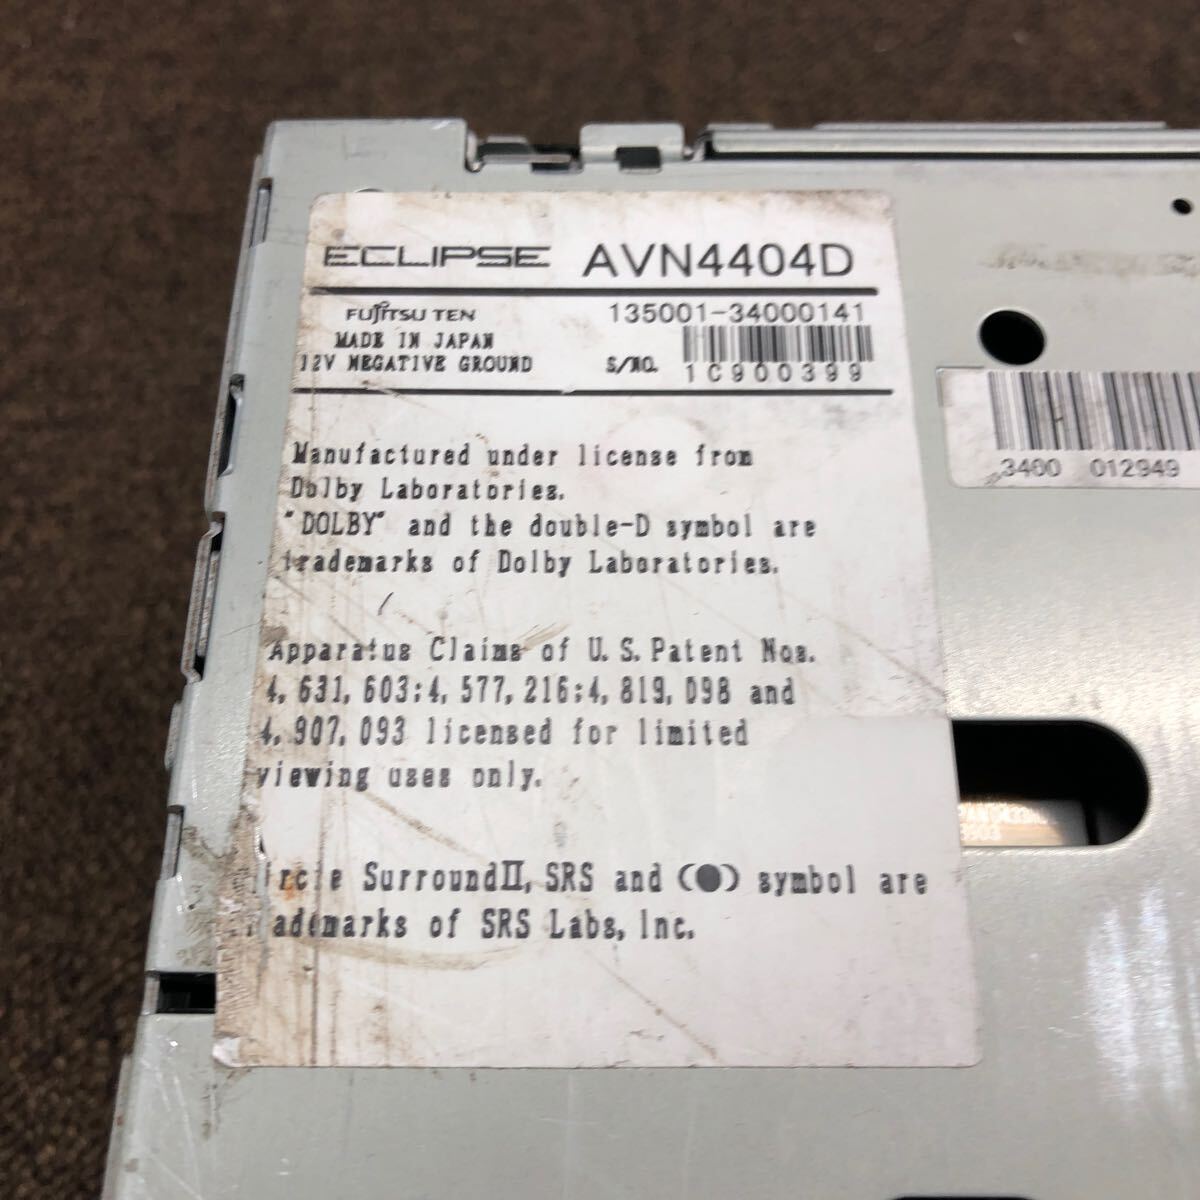 ECLIPSE AVN4404D
FUJITSU TEN
MADE IN JAPAN
12V NEGATIVE GROUND
135001-34000141
S/NO.
1C900399
Manufactured under license from
Dolby Laboratories.
"DOLBY" and the double-D symbol are
trademarks of Dolby Laboratories.
Apparatus Claims of U.S.Patent Nos.
4,631,603;4,577,216;4,819,098 and
4,907,093 licensed for limited
viewing uses only.
Circle SurroundⅡ, SRS and (●) symbol are
trademarks of SRS Labs, Inc.
3400 012949